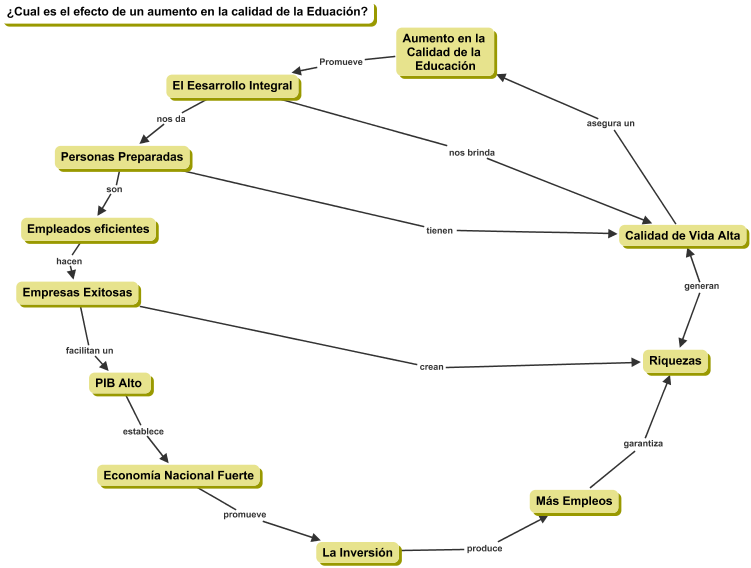 ¿Cual es el efecto de un aumento en la calidad de la Eduación?
Aumento en la
Calidad de la
Educación
Promueve
El Eesarrollo Integral
nos da
asegura un
nos brinda
Personas Preparadas
son
Empleados eficientes
tienen
Calidad de Vida Alta
hacen
generan
Empresas Exitosas
facilitan un
crean
Riquezas
PIB Alto
establece
garantiza
Economía Nacional Fuerte
Más Empleos
promueve
La Inversión
produce